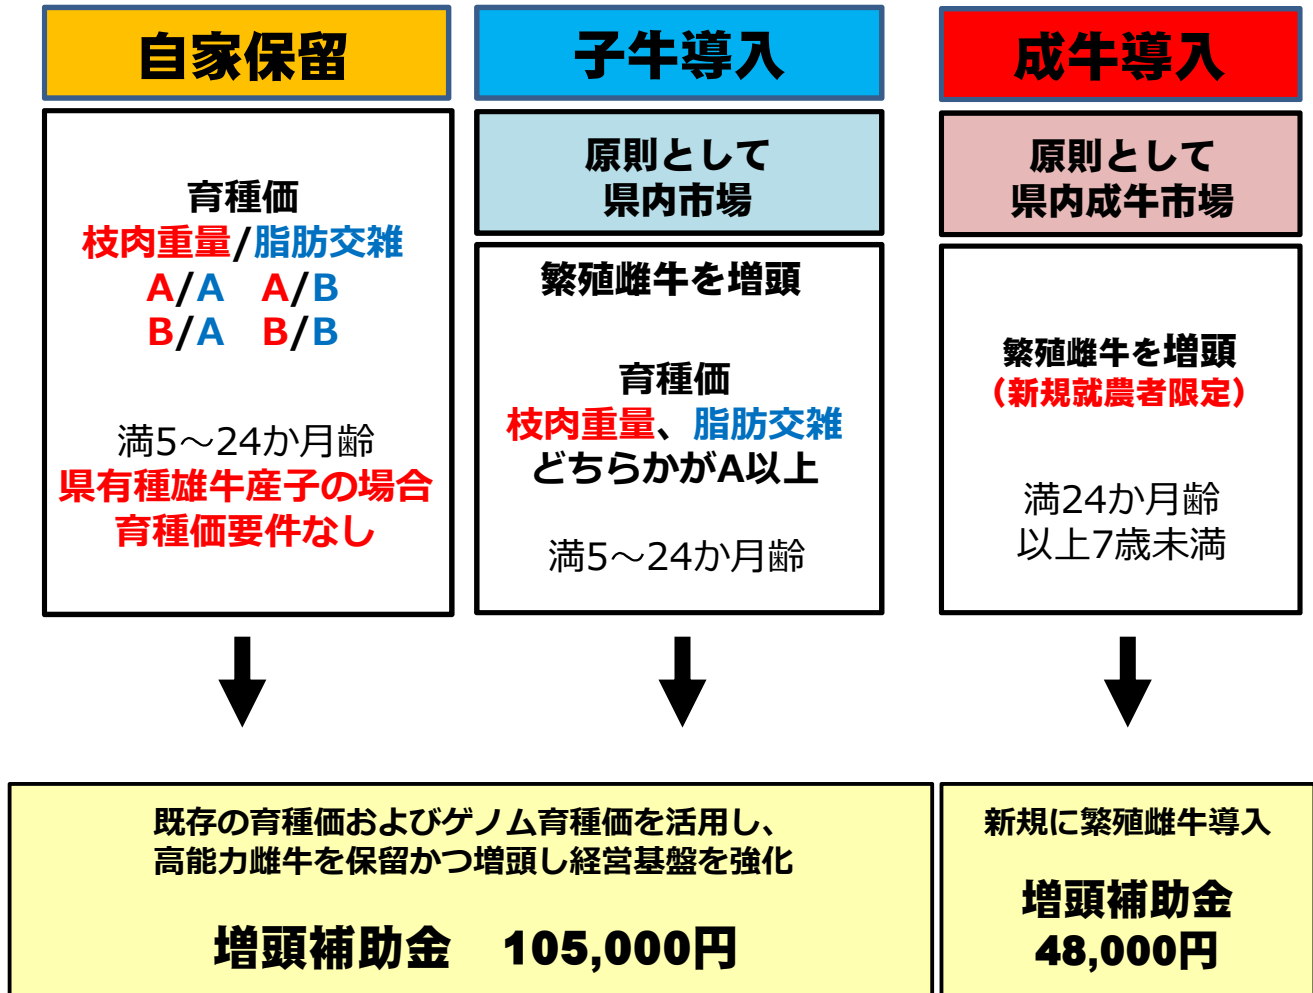 自家保留
育種価
枝肉重量/脂肪交雑
A/A A/B
B/A B/B
満5～24か月齢
県有種雄牛産子の場合
育種価要件なし
子牛導入
原則として
県内市場
繁殖雌牛を増頭
育種価
枝肉重量、脂肪交雑
どちらかがA以上
満5～24か月齢
成牛導入
原則として
県内成牛市場
繁殖雌牛を増頭
（新規就農者限定）
満24か月齢
以上7歳未満
既存の育種価およびゲノム育種価を活用し、
高能力雌牛を保留かつ増頭し経営基盤を強化
増頭補助金　105,000円
新規に繁殖雌牛導入
増頭補助金
48,000円